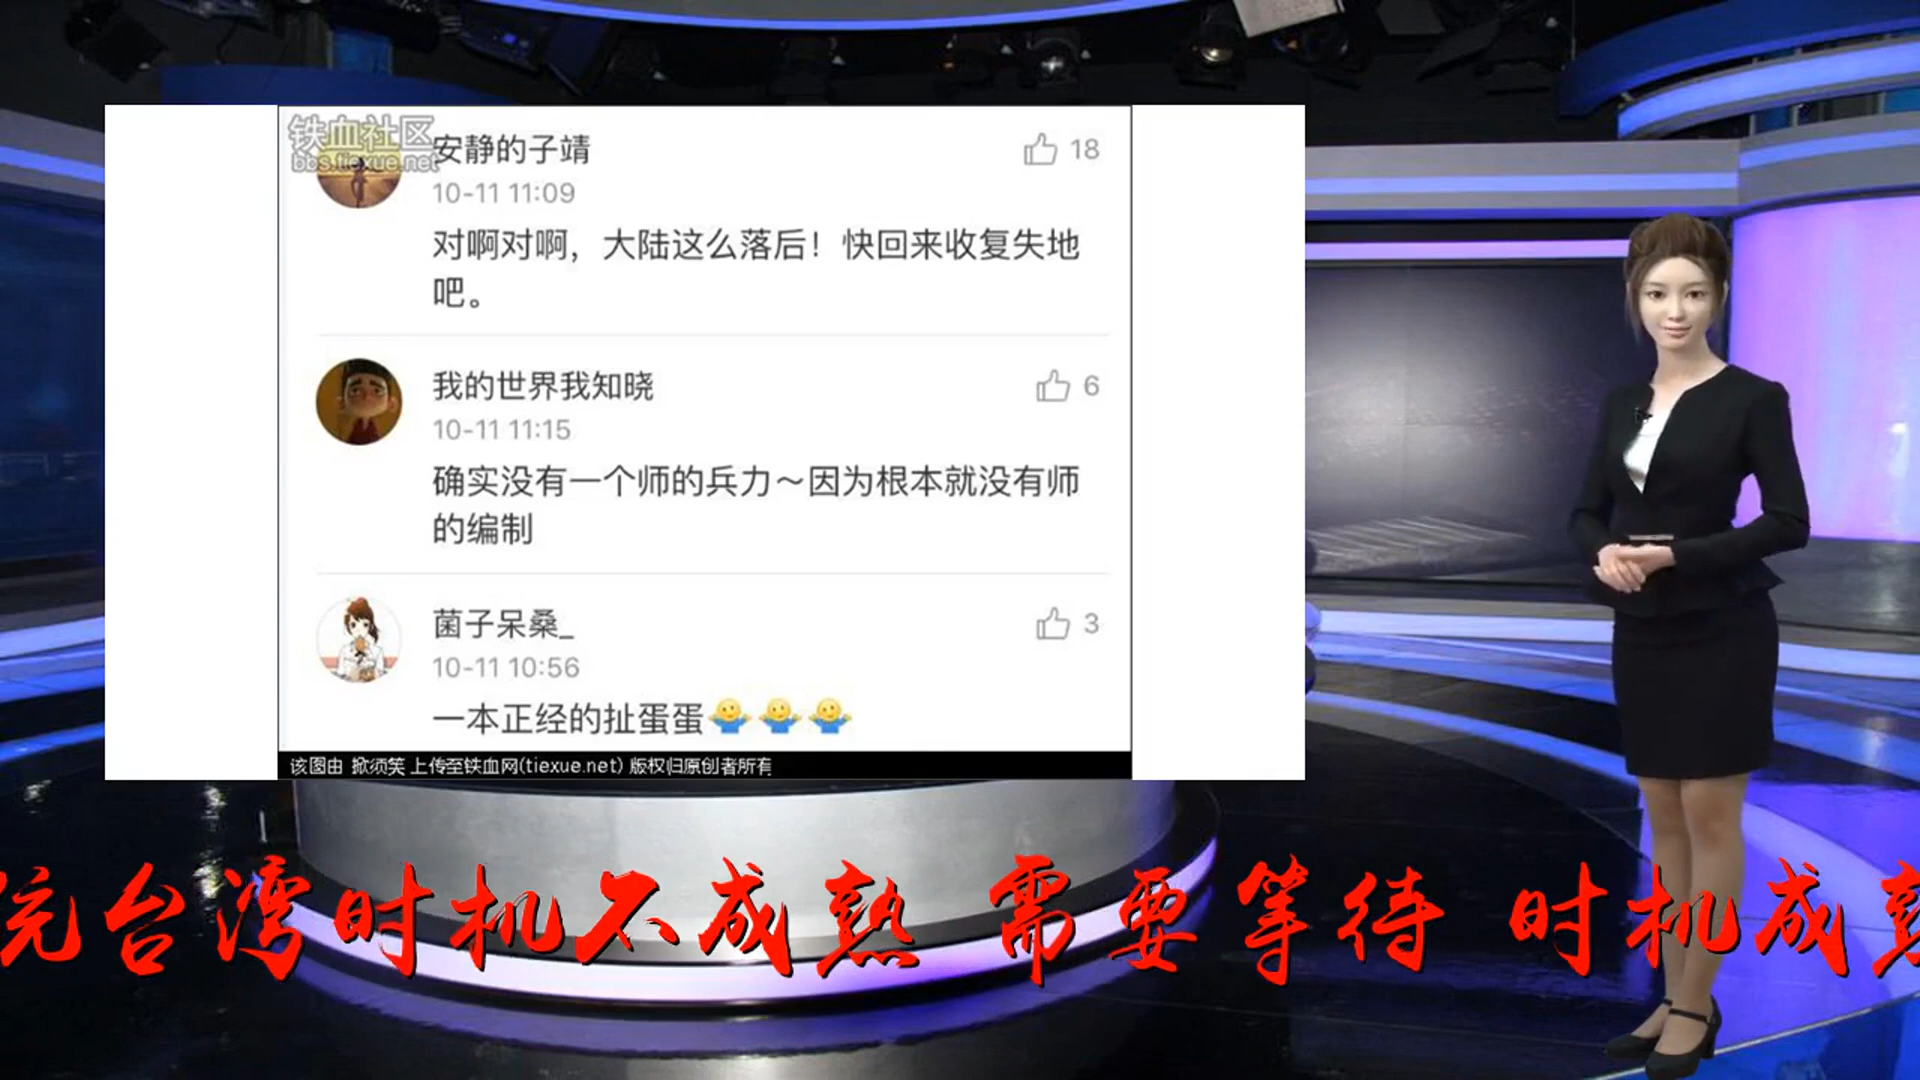 铁血社区
bbs.tiexue.net
安静的子靖
18
10-11 11:09
对啊对啊，大陆这么落后！快回来收复失地
吧。
我的世界我知晓
6
10-11 11:15
确实没有一个师的兵力～因为根本就没有师
的编制
菌子呆桑_
3
10-11 10:56
一本正经的扯蛋蛋🤷🤷🤷
该图由 掀须笑 上传至铁血网(tiexue.net) 版权归原创者所有
统台湾时机不成熟 需要等待 时机成熟